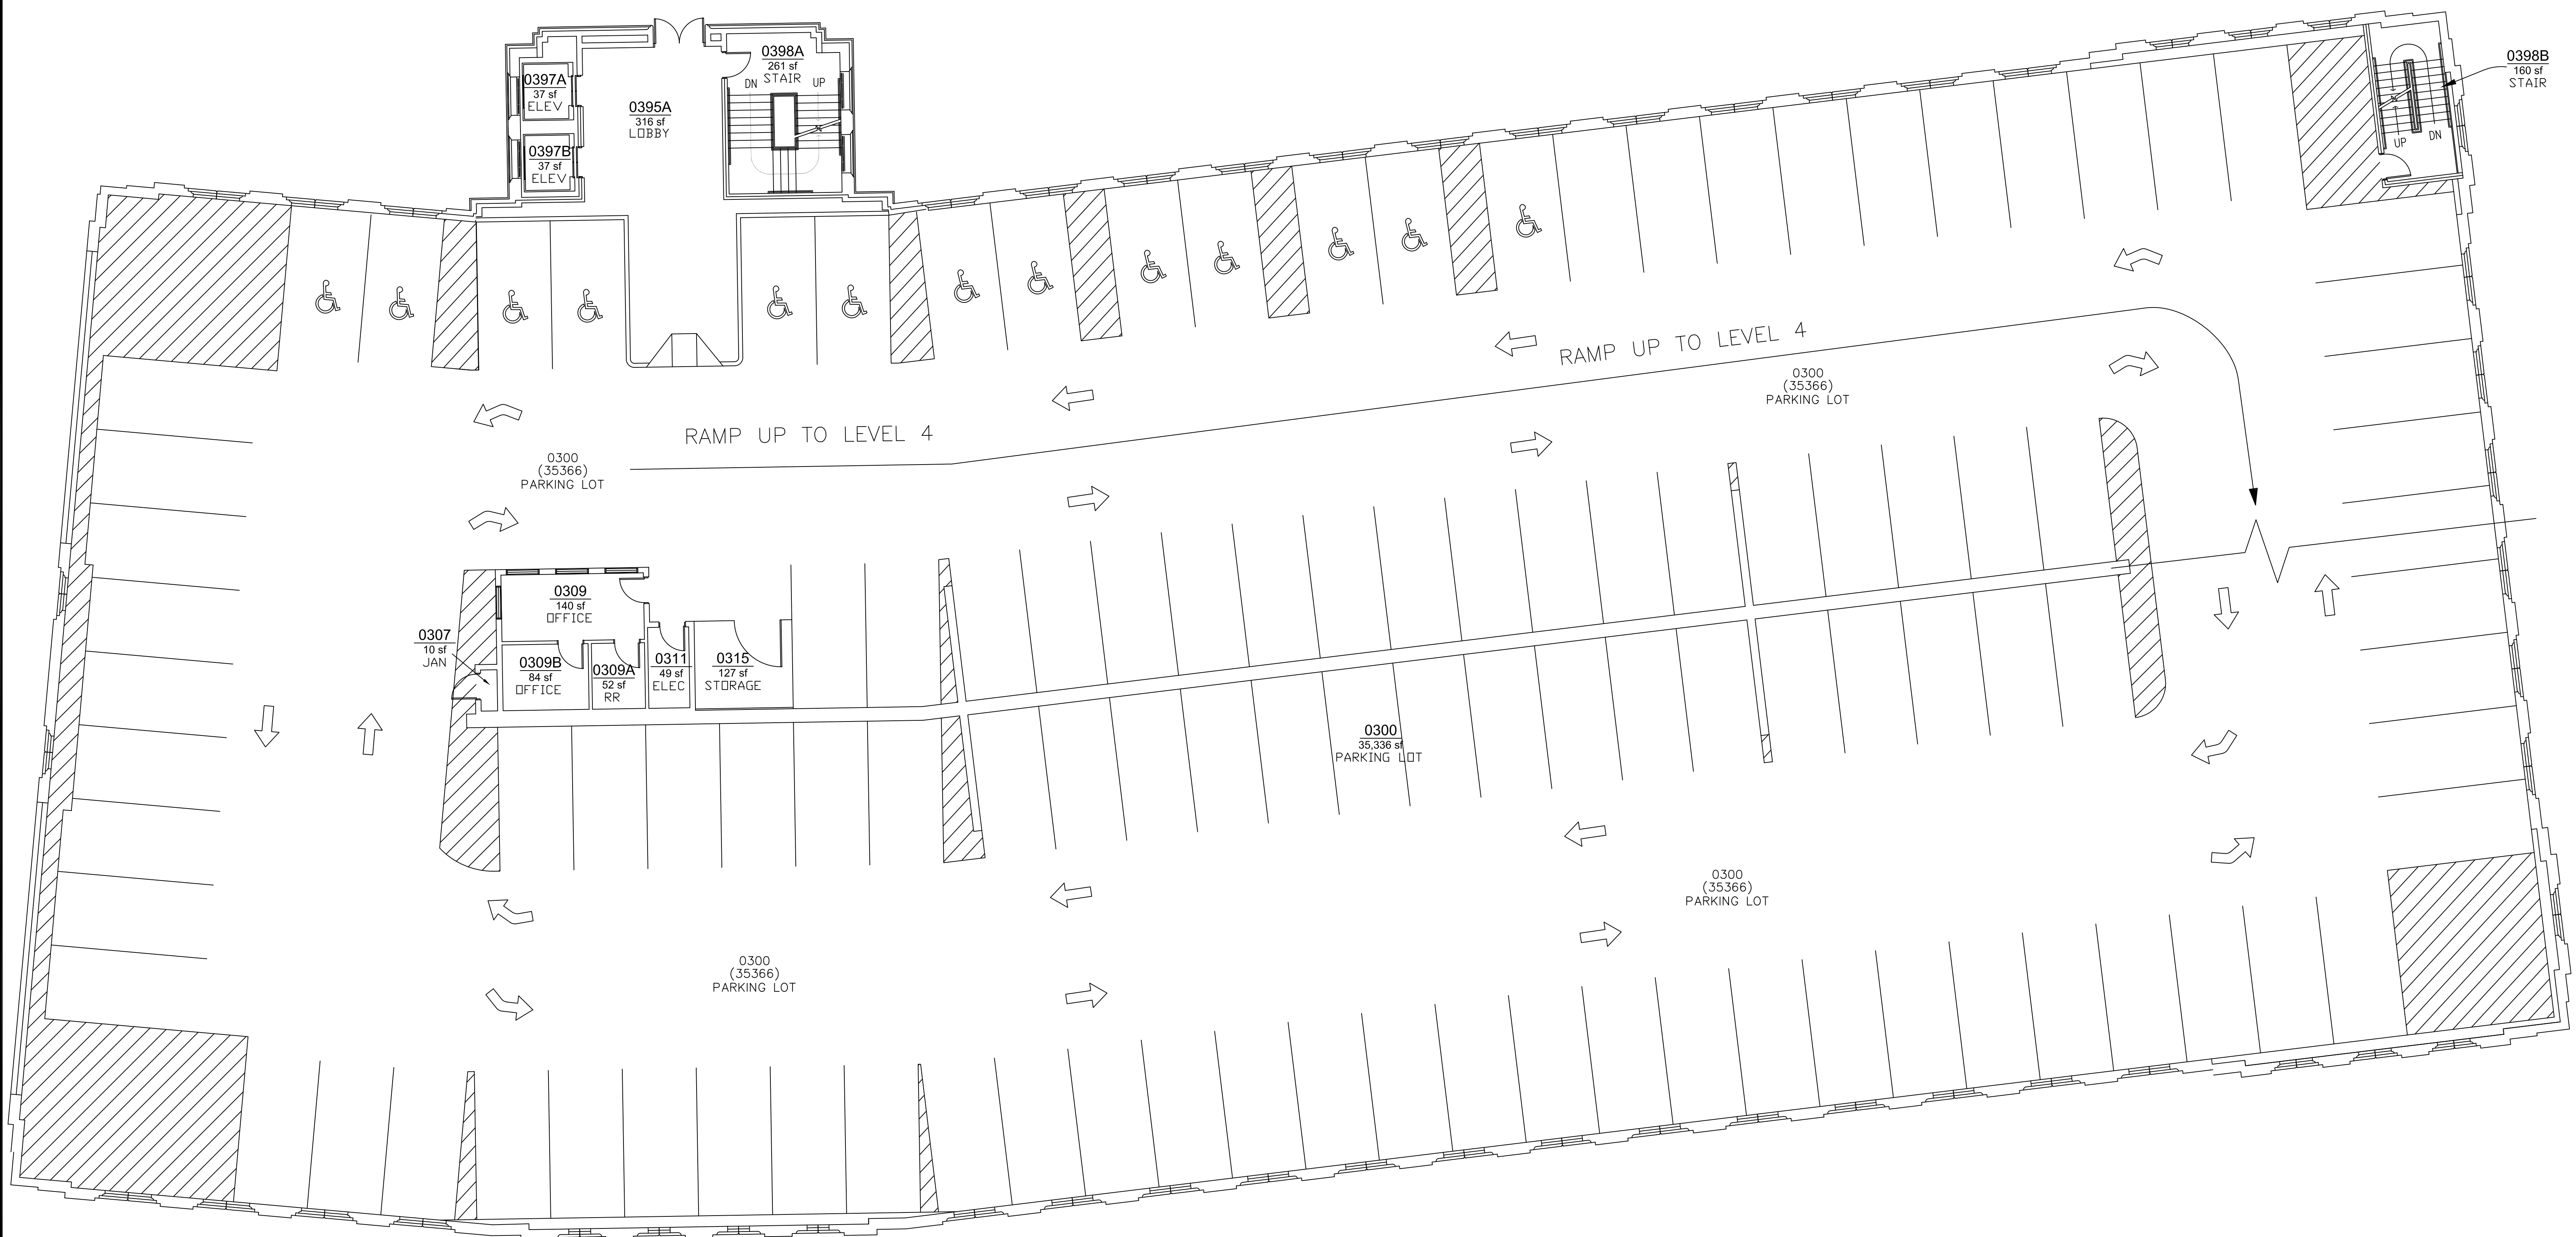 0397A
37 sf
ELEV
0397B
37 sf
ELEV
0395A
316 sf
LOBBY
0398A
261 sf
STAIR
DN
UP
0398B
160 sf
STAIR
UP
DN
RAMP UP TO LEVEL 4
0300
(35366)
PARKING LOT
RAMP UP TO LEVEL 4
0300
(35366)
PARKING LOT
0309
140 sf
OFFICE
0307
10 sf
JAN
0309B
84 sf
OFFICE
0309A
52 sf
RR
0311
49 sf
ELEC
0315
127 sf
STORAGE
0300
35,336 sf
PARKING LOT
0300
(35366)
PARKING LOT
0300
(35366)
PARKING LOT